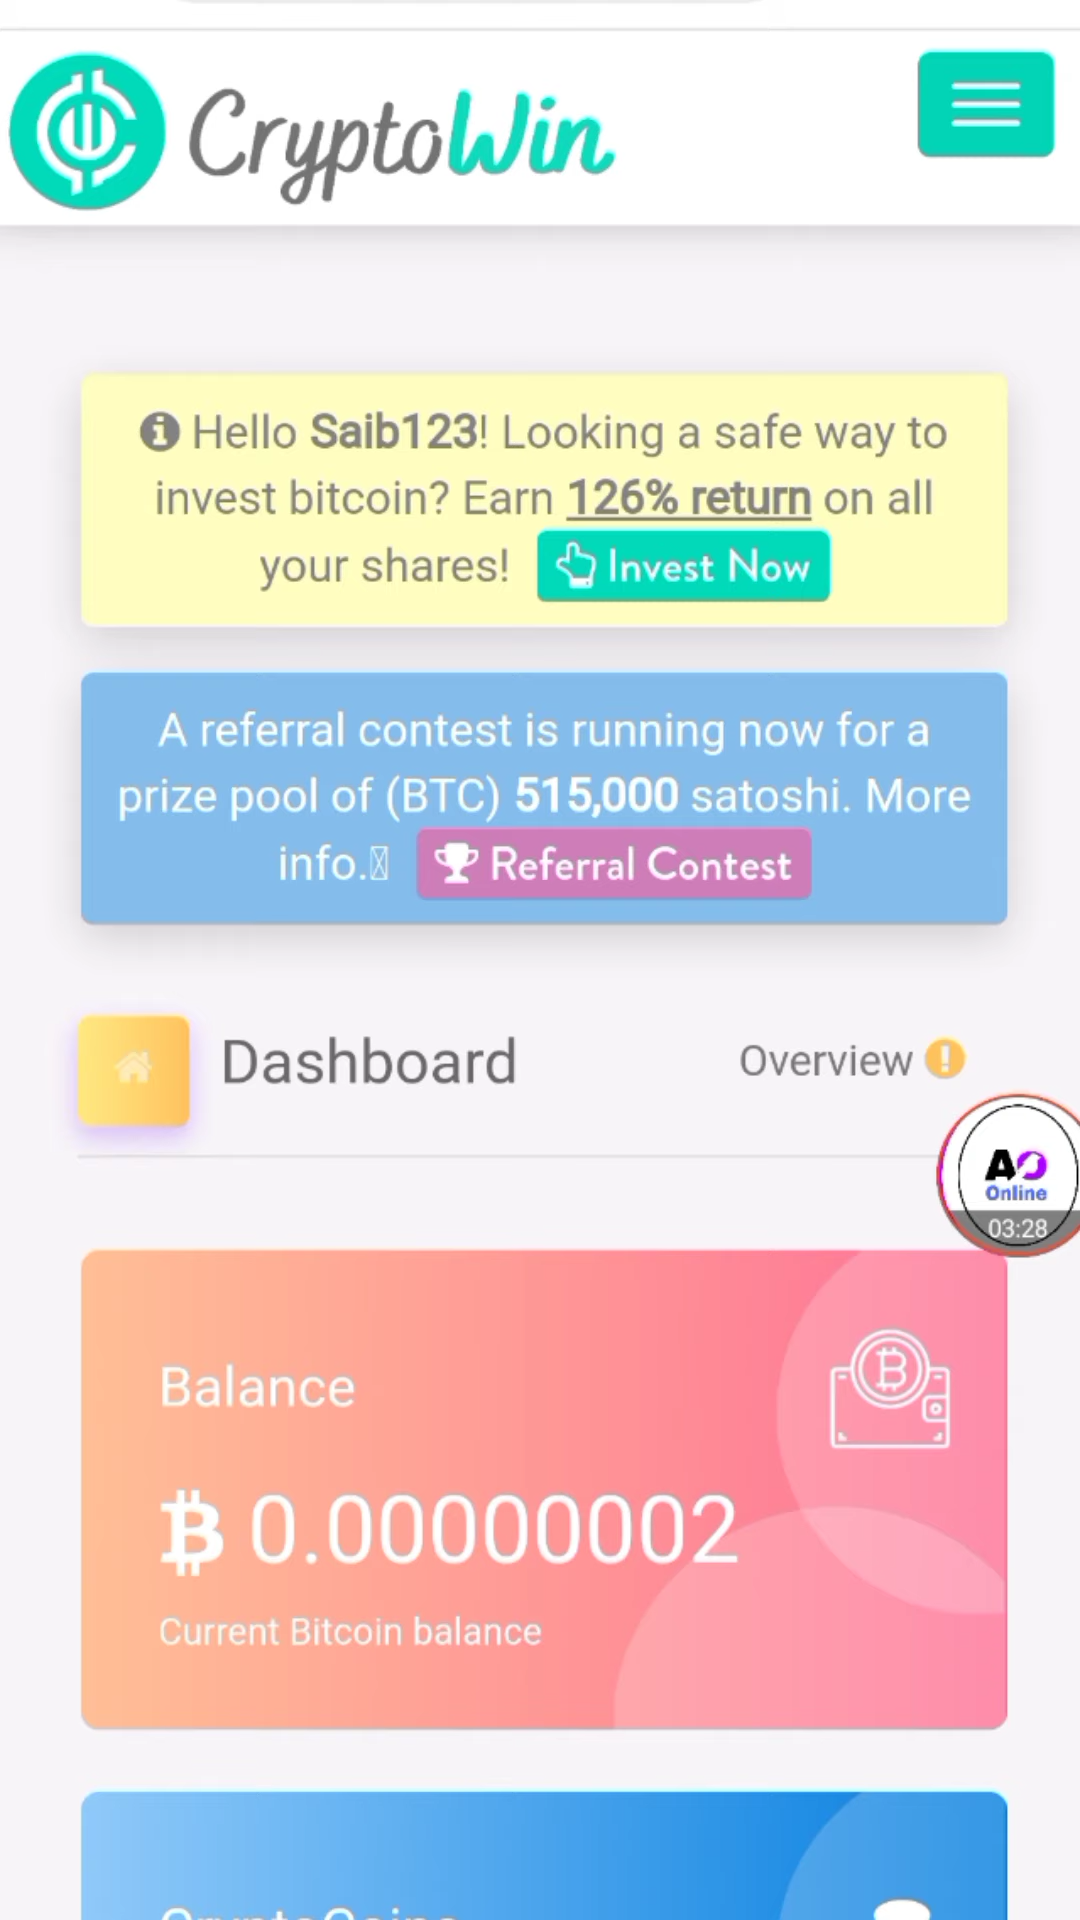 CryptoWin
Hello Saib123! Looking a safe way to
invest bitcoin? Earn 126% return on all
your shares! Invest Now
A referral contest is running now for a
prize pool of (BTC) 515,000 satoshi. More
info. Referral Contest
Dashboard
Overview
AO
Online
03:28
Balance
0.00000002
Current Bitcoin balance
CryptoCoins